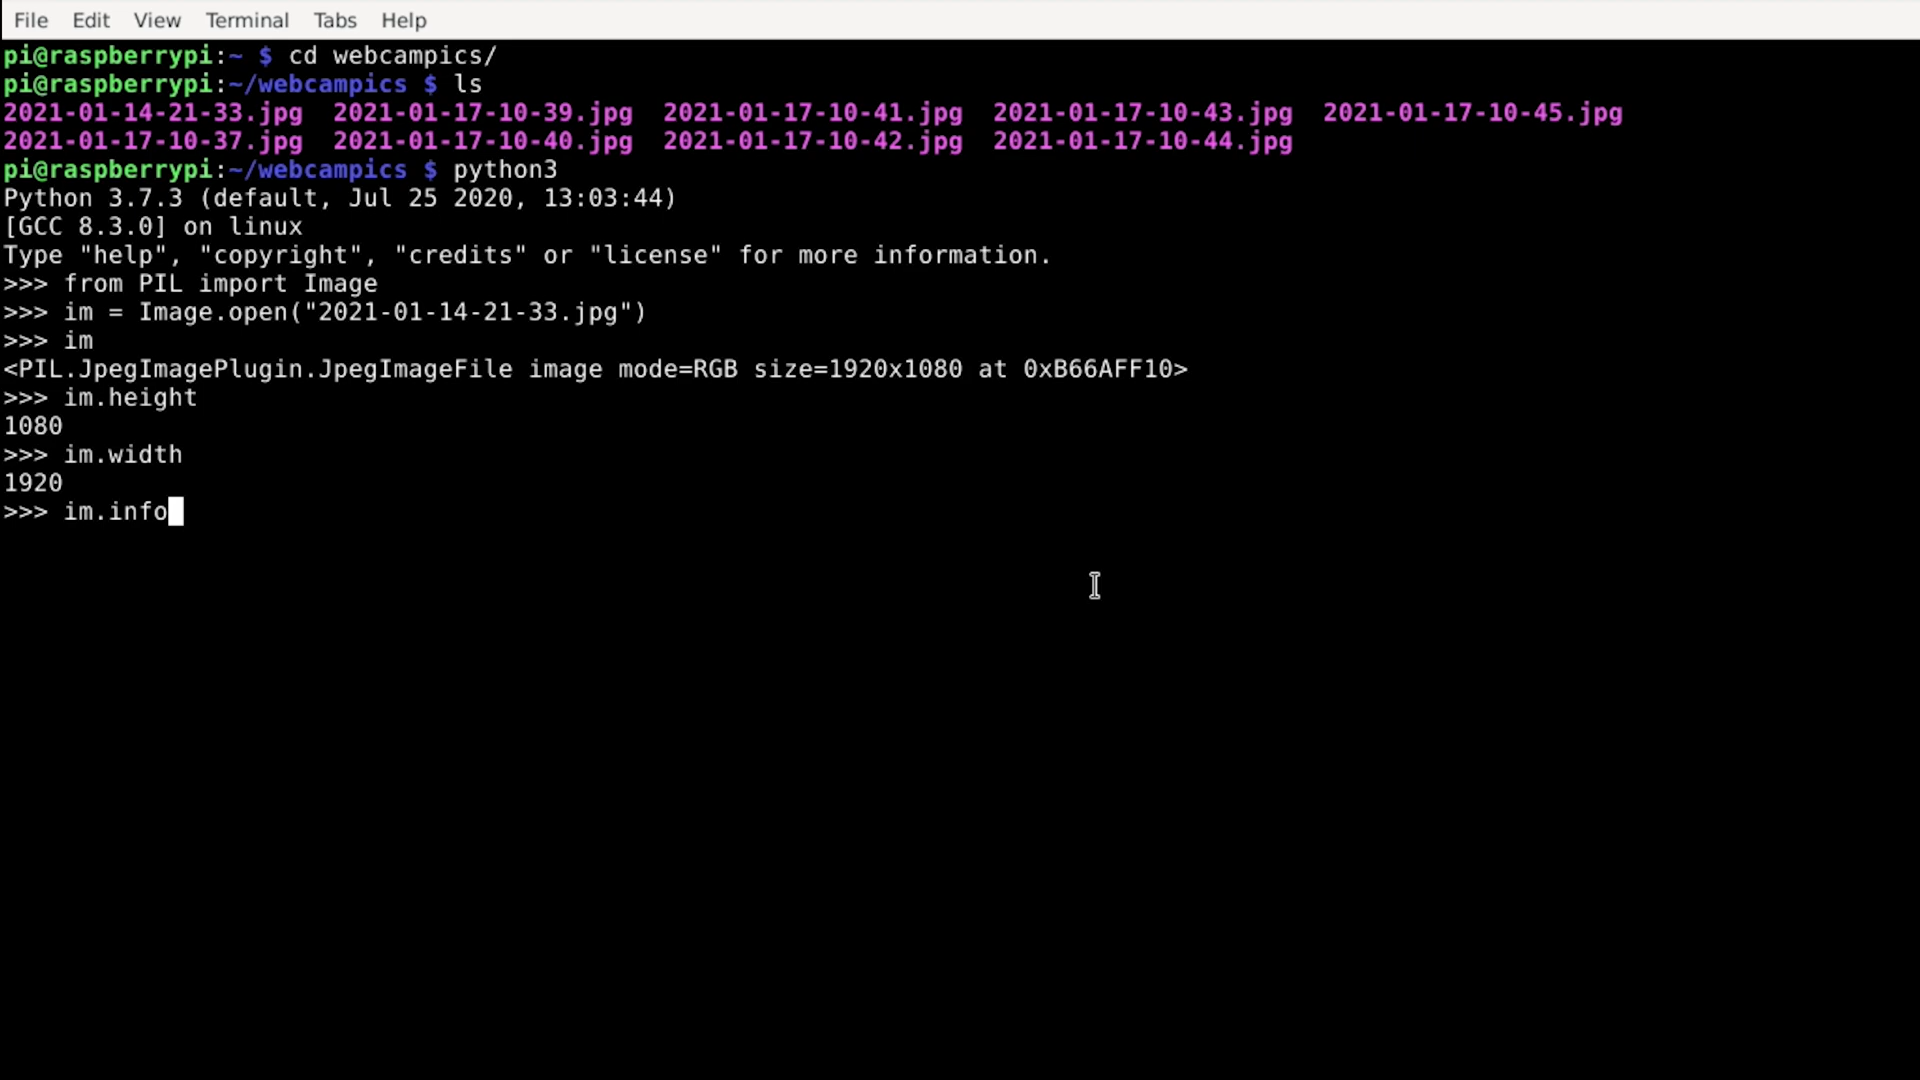 File Edit View Terminal Tabs Help
pi@raspberrypi:~ $ cd webcampics/
pi@raspberrypi:~/webcampics $ ls
2021-01-14-21-33.jpg  2021-01-17-10-39.jpg  2021-01-17-10-41.jpg  2021-01-17-10-43.jpg  2021-01-17-10-45.jpg
2021-01-17-10-37.jpg  2021-01-17-10-40.jpg  2021-01-17-10-42.jpg  2021-01-17-10-44.jpg
pi@raspberrypi:~/webcampics $ python3
Python 3.7.3 (default, Jul 25 2020, 13:03:44)
[GCC 8.3.0] on linux
Type "help", "copyright", "credits" or "license" for more information.
>>> from PIL import Image
>>> im = Image.open("2021-01-14-21-33.jpg")
>>> im
<PIL.JpegImagePlugin.JpegImageFile image mode=RGB size=1920x1080 at 0xB66AFF10>
>>> im.height
1080
>>> im.width
1920
>>> im.info